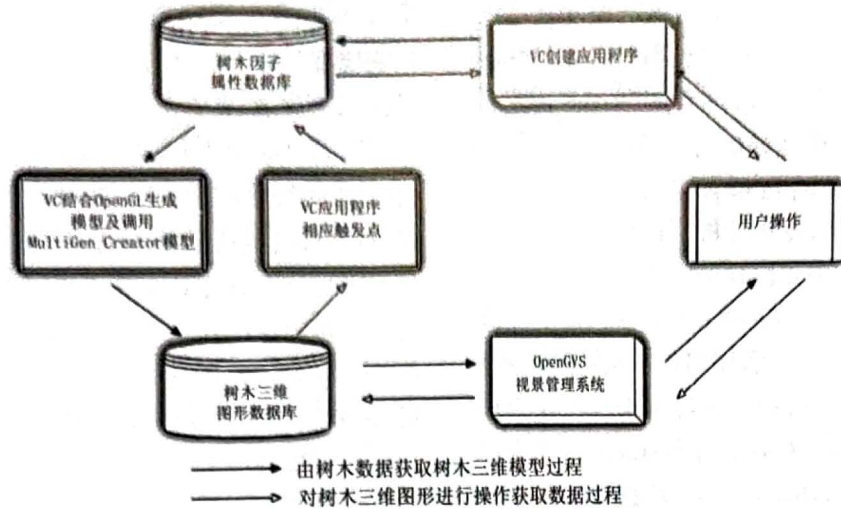 树木因子
属性数据库
VC创建应用程序
VC结合OpenGL生成
模型及调用
MultiGen Creator模型
VC应用程序
相应触发点
用户操作
树木三维
图形数据库
OpenGVS
视景管理系统
由树木数据获取树木三维模型过程
对树木三维图形进行操作获取数据过程